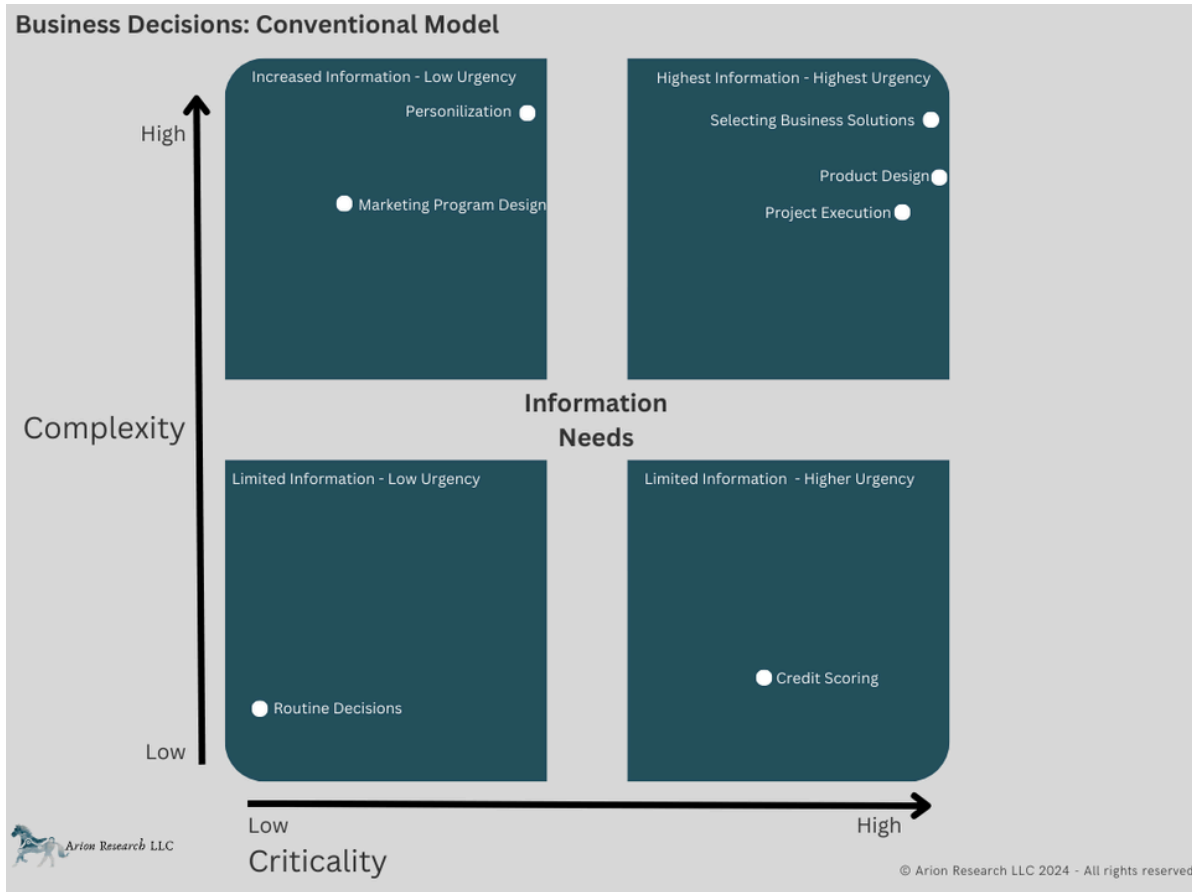 Business Decisions: Conventional Model
Increased Information - Low Urgency
Highest Information - Highest Urgency
Personilization
Selecting Business Solutions
High
Product Design
Marketing Program Design
Project Execution
Information
Needs
Complexity
Limited Information - Low Urgency
Limited Information - Higher Urgency
Credit Scoring
Routine Decisions
Low
Low
High
Criticality
Arion Research LLC
© Arion Research LLC 2024 - All rights reserved